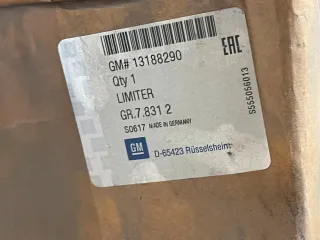 GM# 13188290
Qty 1
LIMITER
GR.7.831 2
S0617 MADE IN GERMANY
GM
D-65423 Rüsselsheim
EAC
S555056013